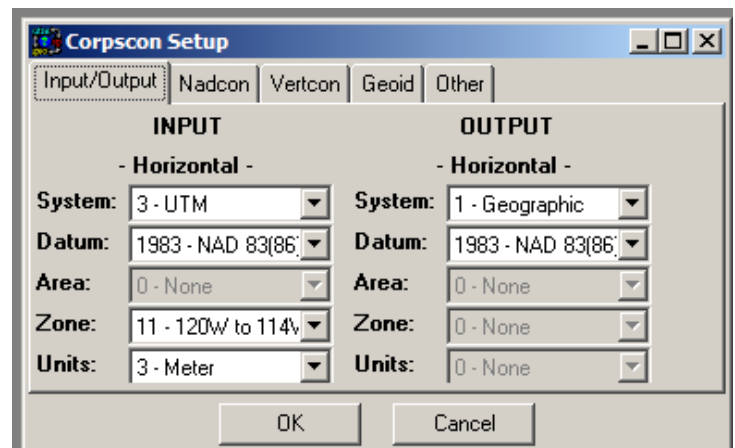 Corpscon Setup
Input/Output Nadcon Vertcon Geoid Other
INPUT OUTPUT
- Horizontal - - Horizontal -
System: 3 - UTM System: 1 - Geographic
Datum: 1983 - NAD 83(86) Datum: 1983 - NAD 83(86)
Area: 0 - None Area: 0 - None
Zone: 11 - 120W to 114W Zone: 0 - None
Units: 3 - Meter Units: 0 - None
OK Cancel